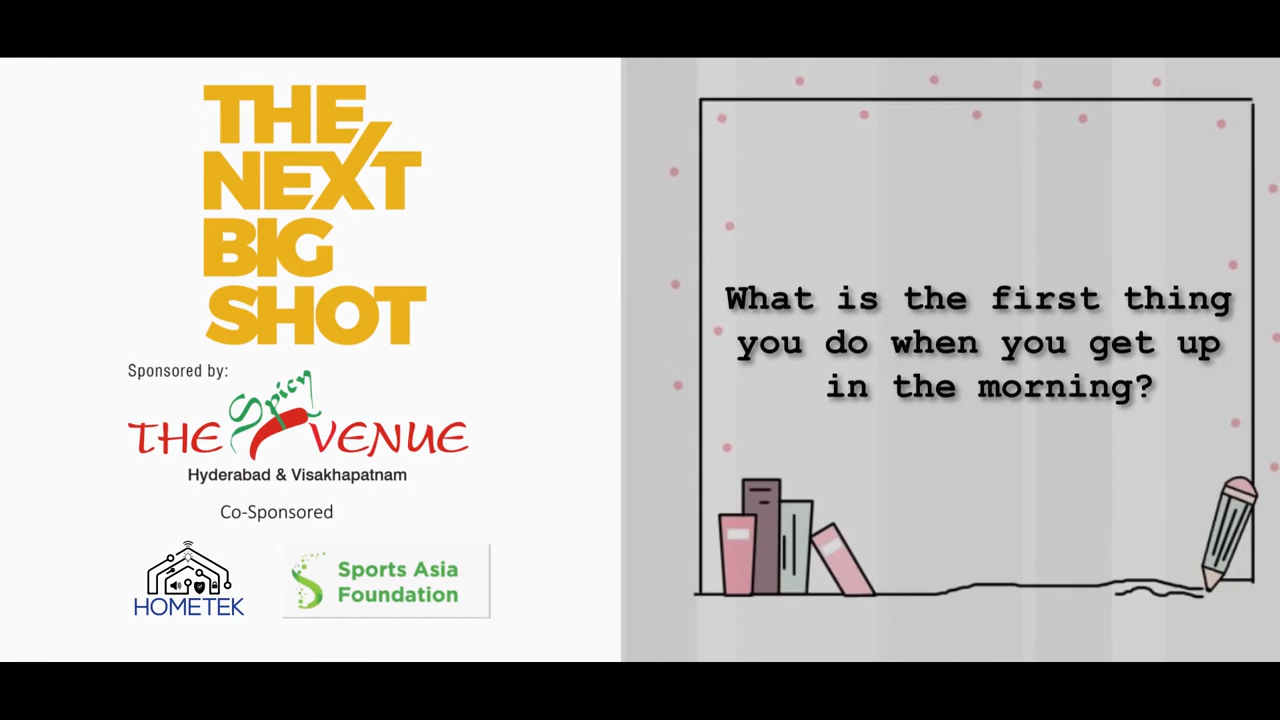 THE
NEXT
BIG
SHOT
Sponsored by:
THE Spicy VENUE
Hyderabad & Visakhapatnam
Co-Sponsored
HOMETEK
Sports Asia
Foundation
What is the first thing
you do when you get up
in the morning?